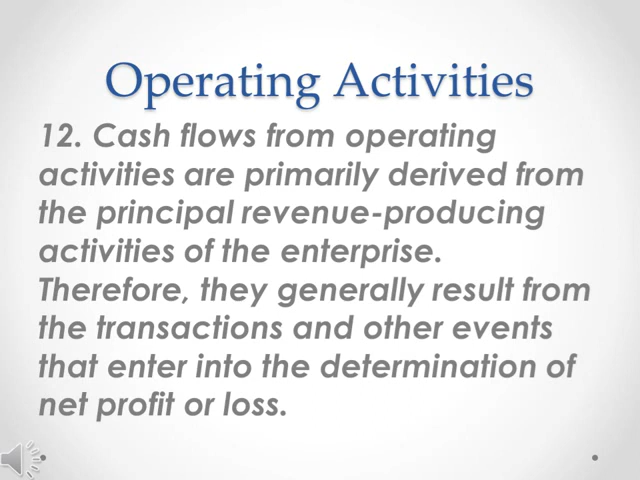 Operating Activities
12. Cash flows from operating
activities are primarily derived from
the principal revenue-producing
activities of the enterprise.
Therefore, they generally result from
the transactions and other events
that enter into the determination of
net profit or loss.